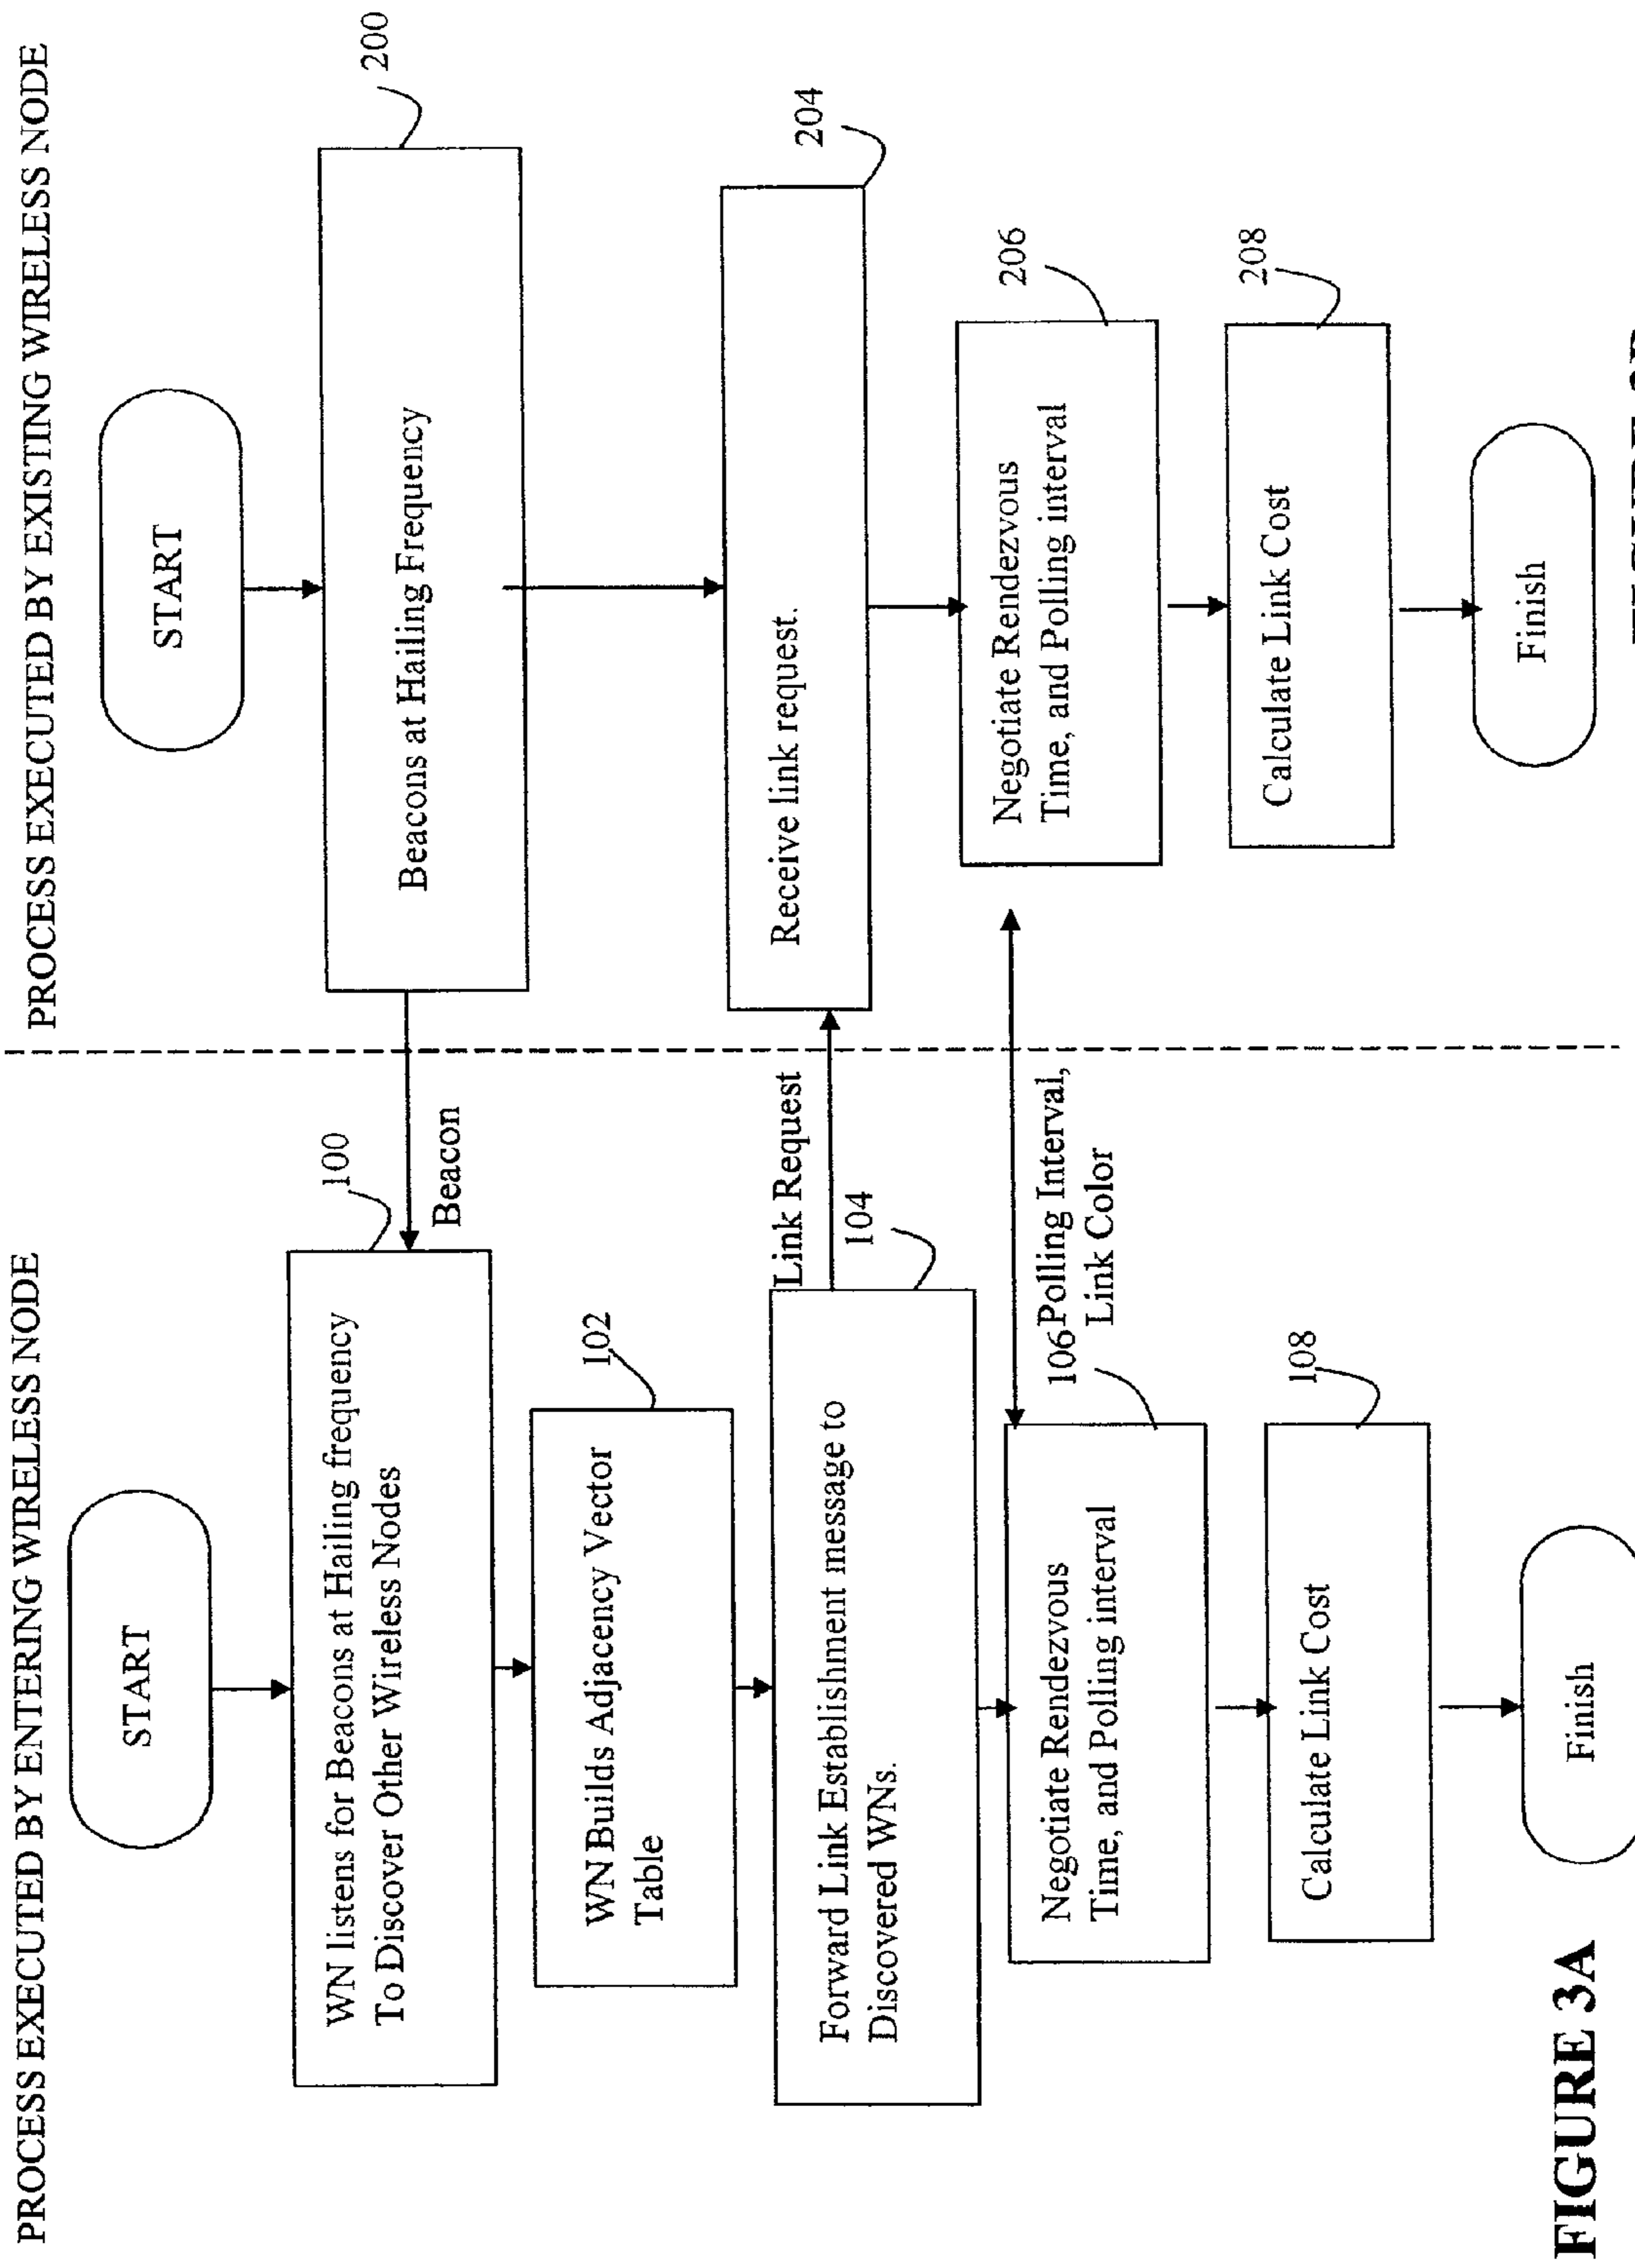 PROCESS EXECUTED BY ENTERING WIRELESS NODE
START
100
WN listens for Beacons at Hailing frequency
To Discover Other Wireless Nodes
Beacon
102
WN Builds Adjacency Vector
Table
Link Request
104
Forward Link Establishment message to
Discovered WNs.
106 Polling Interval,
Link Color
Negotiate Rendezvous
Time, and Polling interval
108
Calculate Link Cost
Finish
FIGURE 3A
PROCESS EXECUTED BY EXISTING WIRELESS NODE
START
200
Beacons at Hailing Frequency
204
Receive link request.
206
Negotiate Rendezvous
Time, and Polling interval
208
Calculate Link Cost
Finish